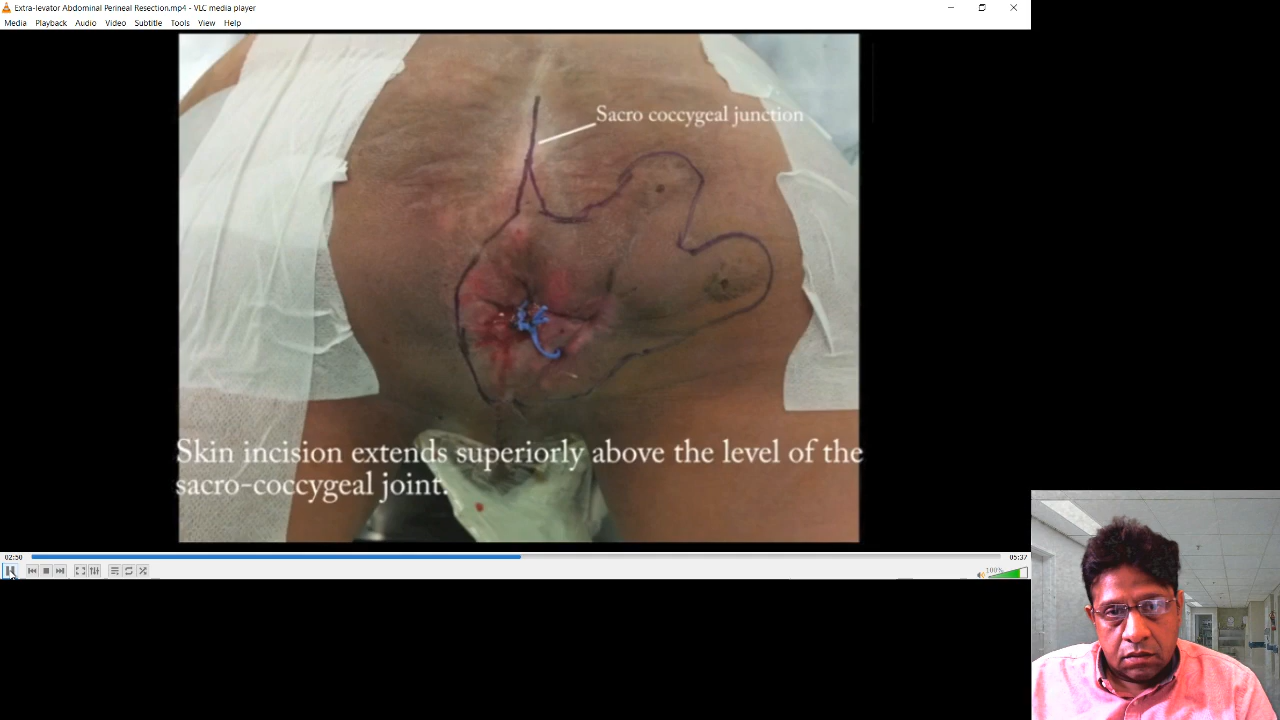 Extra-levator Abdominal Perineal Resection.mp4 - VLC media player
Media Playback Audio Video Subtitle Tools View Help
Sacro coccygeal junction
Skin incision extends superiorly above the level of the
sacro-coccygeal joint.
02:50
05:37
100%